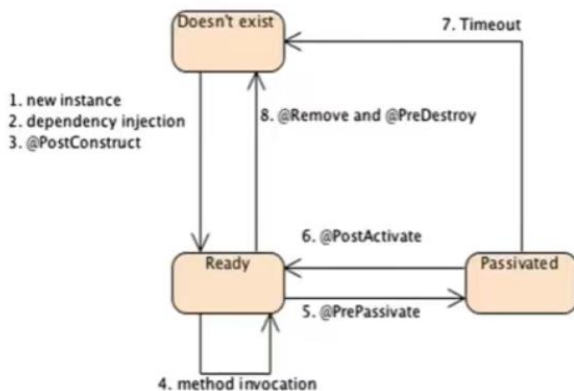 Doesn't exist
7. Timeout
1. new instance
2. dependency injection
3. @PostConstruct
8. @Remove and @PreDestroy
6. @PostActivate
Ready
Passivated
5. @PrePassivate
4. method invocation